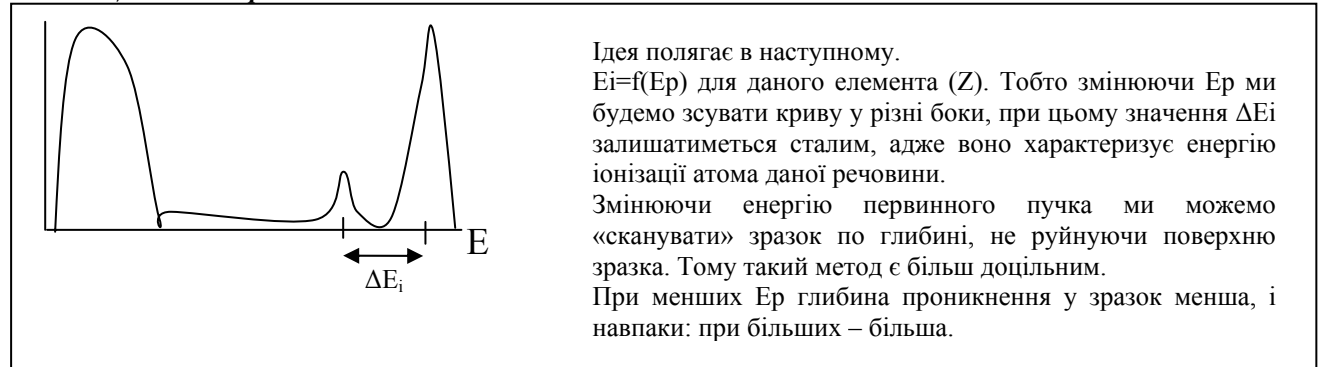 Ідея полягає в наступному.
Ei=f(Ep) для даного елемента (Z). Тобто змінюючи Ep ми
будемо зсувати криву у різні боки, при цьому значення ΔEi
залишатиметься сталим, адже воно характеризує енергію
іонізації атома даної речовини.
Змінюючи енергію первинного пучка ми можемо
«сканувати» зразок по глибині, не руйнуючи поверхню
зразка. Тому такий метод є більш доцільним.
При менших Ep глибина проникнення у зразок менша, і
навпаки: при більших – більша.
E
ΔEi